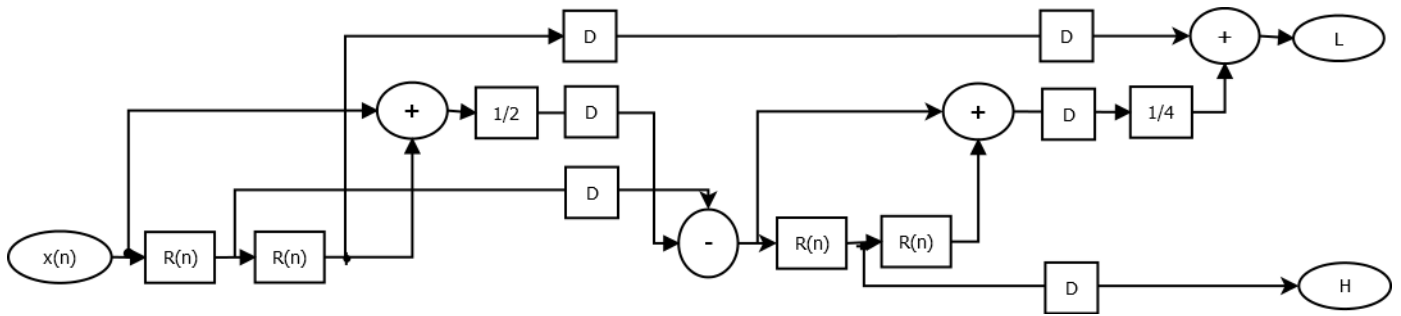 D
D
+
L
+
1/2
D
+
D
1/4
D
x(n)
R(n)
R(n)
-
R(n)
R(n)
D
H